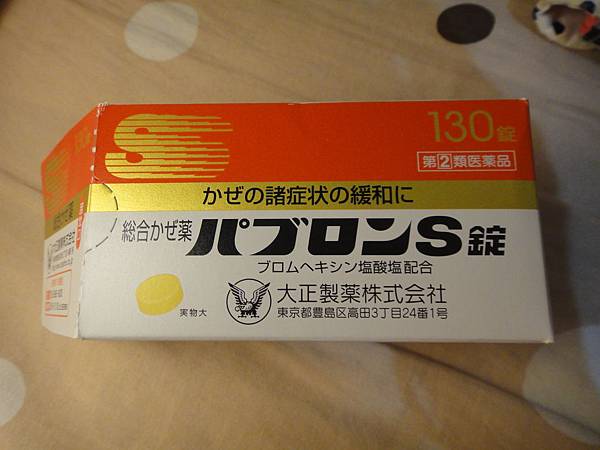 S
130錠
第②類医薬品
かぜの諸症状の緩和に
総合かぜ薬
パブロンS錠
ブロムヘキシン塩酸塩配合
実物大
大正製薬株式会社
東京都豊島区高田3丁目24番1号